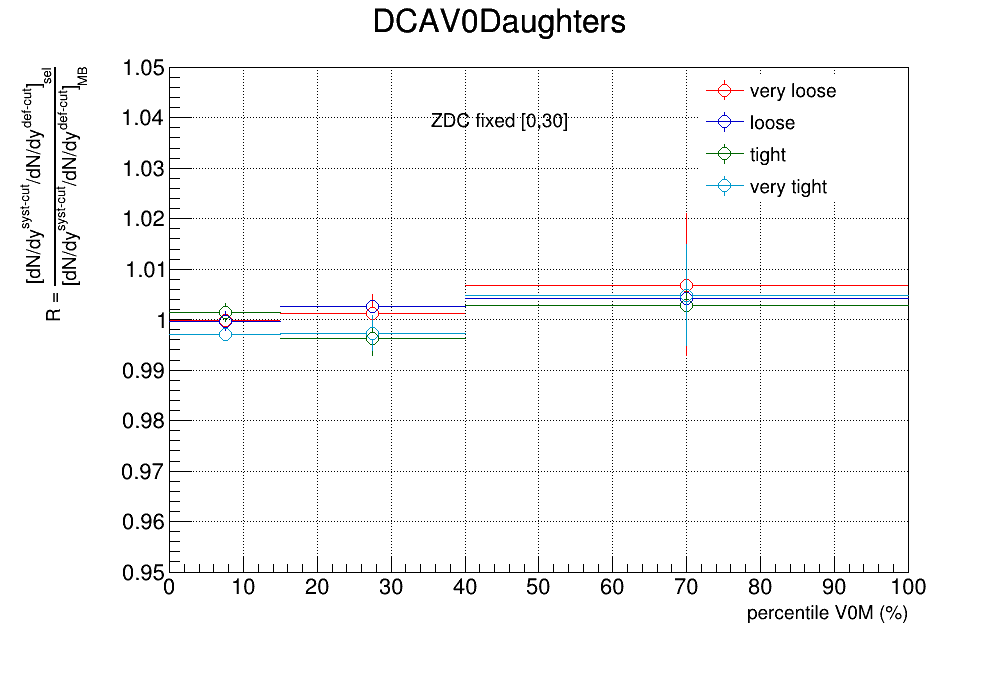 DCAV0Daughters
R = [dN/dy^syst-cut/dN/dy^def-cut]_sel
[dN/dy^syst-cut/dN/dy^def-cut]_MB
1.05
1.04
1.03
1.02
1.01
1
0.99
0.98
0.97
0.96
0.95
ZDC fixed [0,30]
very loose
loose
tight
very tight
0 10 20 30 40 50 60 70 80 90 100
percentile V0M (%)